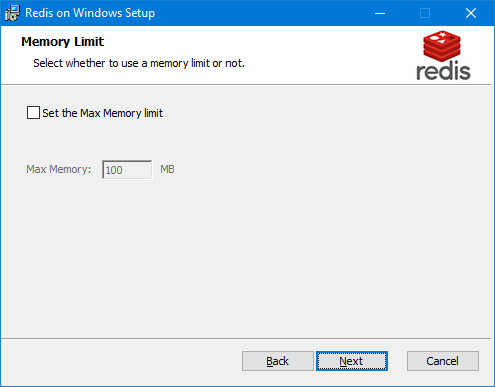 Redis on Windows Setup
Memory Limit
Select whether to use a memory limit or not.
redis
Set the Max Memory limit
Max Memory: 100 MB
Back Next Cancel